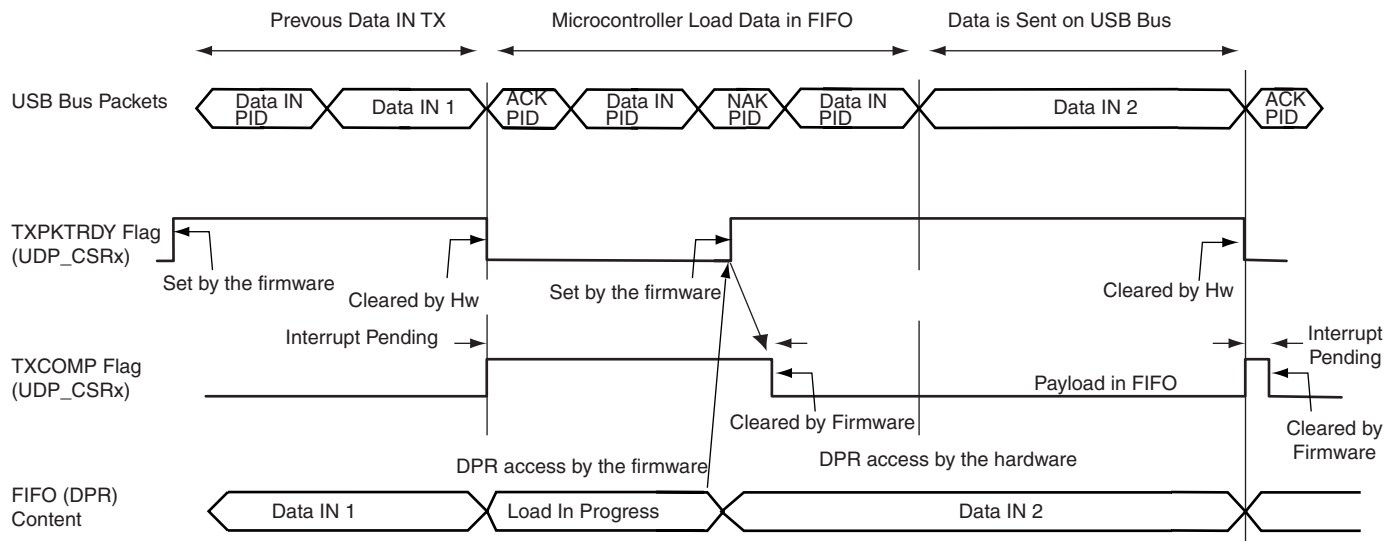 Prevous Data IN TX
Microcontroller Load Data in FIFO
Data is Sent on USB Bus
USB Bus Packets
Data IN
PID
Data IN 1
ACK
PID
Data IN
PID
NAK
PID
Data IN
PID
Data IN 2
ACK
PID
TXPKTRDY Flag
(UDP_CSRx)
Set by the firmware
Cleared by Hw
Set by the firmware
Cleared by Hw
Interrupt Pending
Interrupt
Pending
TXCOMP Flag
(UDP_CSRx)
Payload in FIFO
Cleared by Firmware
Cleared by
Firmware
DPR access by the firmware
DPR access by the hardware
FIFO (DPR)
Content
Data IN 1
Load In Progress
Data IN 2